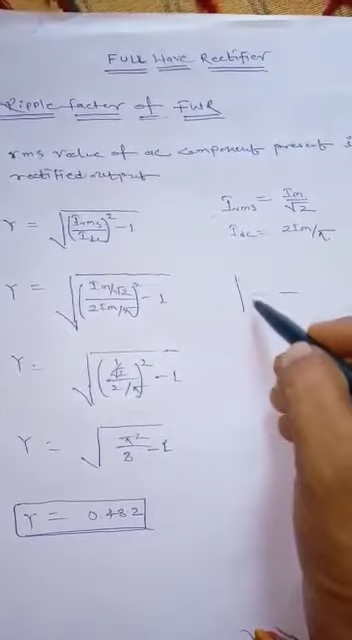 Full Wave Rectifier
Ripple factor of FWR
rms value of ac component present i
rectified output
γ = √((Irms/Idc)² - 1)
Irms = Im/√2
Idc = 2Im/π
γ = √((Im/√2 / 2Im/π)² - 1)
γ = √((1/√2 / 2/π)² - 1)
γ = √(π²/8 - 1)
γ = 0.482